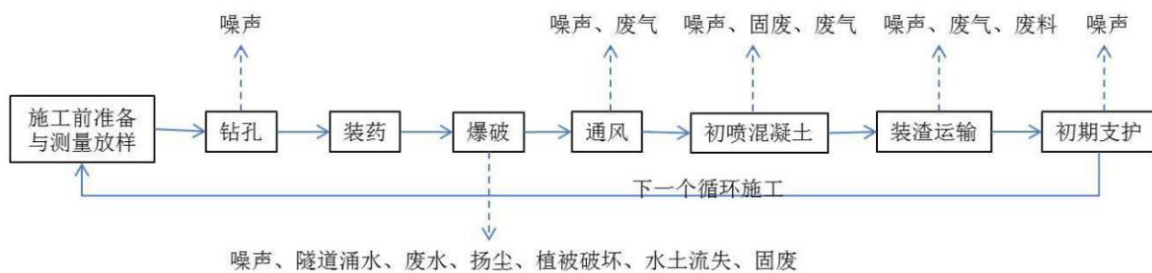 噪声
噪声、废气
噪声、固废、废气
噪声、废气、废料
噪声
施工前准备
与测量放样
钻孔
装药
爆破
通风
初喷混凝土
装渣运输
初期支护
下一个循环施工
噪声、隧道涌水、废水、扬尘、植被破坏、水土流失、固废